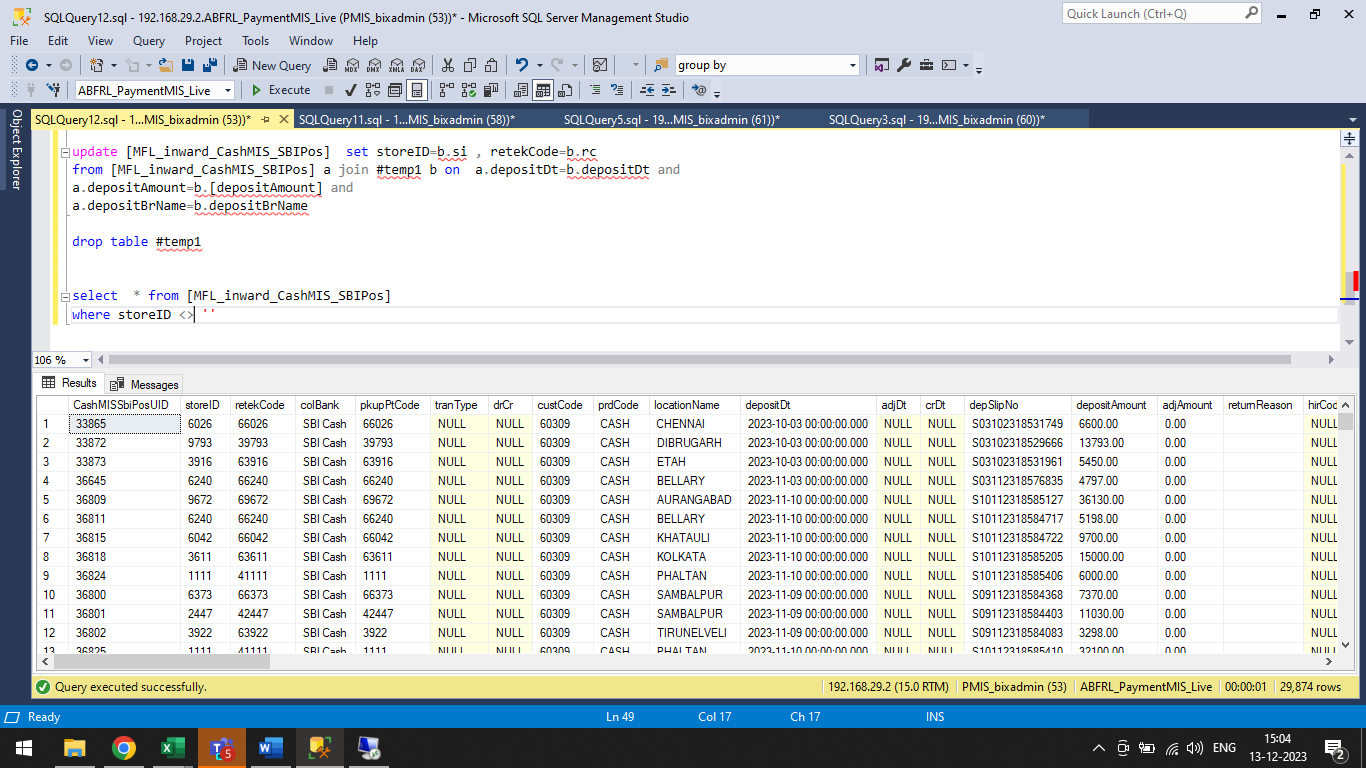 SQLQuery12.sql - 192.168.29.2.ABFRL_PaymentMIS_Live (PMIS_bixadmin (53))* - Microsoft SQL Server Management Studio
Quick Launch (Ctrl+Q)
File Edit View Query Project Tools Window Help
New Query MDX DMX XMLA DAX group by
ABFRL_PaymentMIS_Live Execute
SQLQuery12.sql - 1...MIS_bixadmin (53))* SQLQuery11.sql - 1...MIS_bixadmin (58))* SQLQuery5.sql - 19...MIS_bixadmin (61))* SQLQuery3.sql - 19...MIS_bixadmin (60))*
Object Explorer
update [MFL_inward_CashMIS_SBIPos] set storeID=b.si , retekCode=b.rc
from [MFL_inward_CashMIS_SBIPos] a join #temp1 b on a.depositDt=b.depositDt and
a.depositAmount=b.[depositAmount] and
a.depositBrName=b.depositBrName
drop table #temp1
select * from [MFL_inward_CashMIS_SBIPos]
where storeID <> ''
106 %
Results Messages
CashMISSbiPosUID storeID retekCode colBank pkupPtCode tranType drCr custCode prdCode locationName depositDt adjDt crDt depSlipNo depositAmount adjAmount returnReason hirCod
1 33865 6026 66026 SBI Cash 66026 NULL NULL 60309 CASH CHENNAI 2023-10-03 00:00:00.000 NULL NULL S03102318531749 6600.00 0.00 NULL
2 33872 9793 39793 SBI Cash 39793 NULL NULL 60309 CASH DIBRUGARH 2023-10-03 00:00:00.000 NULL NULL S03102318529666 13793.00 0.00 NULL
3 33873 3916 63916 SBI Cash 63916 NULL NULL 60309 CASH ETAH 2023-10-03 00:00:00.000 NULL NULL S03102318531961 5450.00 0.00 NULL
4 36645 6240 66240 SBI Cash 66240 NULL NULL 60309 CASH BELLARY 2023-11-03 00:00:00.000 NULL NULL S03112318576835 4797.00 0.00 NULL
5 36809 9672 69672 SBI Cash 69672 NULL NULL 60309 CASH AURANGABAD 2023-11-10 00:00:00.000 NULL NULL S10112318585127 36130.00 0.00 NULL
6 36811 6240 66240 SBI Cash 66240 NULL NULL 60309 CASH BELLARY 2023-11-10 00:00:00.000 NULL NULL S10112318584717 5198.00 0.00 NULL
7 36815 6042 66042 SBI Cash 66042 NULL NULL 60309 CASH KHATAULI 2023-11-10 00:00:00.000 NULL NULL S10112318584722 9700.00 0.00 NULL
8 36818 3611 63611 SBI Cash 63611 NULL NULL 60309 CASH KOLKATA 2023-11-10 00:00:00.000 NULL NULL S10112318585205 15000.00 0.00 NULL
9 36824 1111 41111 SBI Cash 1111 NULL NULL 60309 CASH PHALTAN 2023-11-10 00:00:00.000 NULL NULL S10112318585406 6000.00 0.00 NULL
10 36800 6373 66373 SBI Cash 66373 NULL NULL 60309 CASH SAMBALPUR 2023-11-09 00:00:00.000 NULL NULL S09112318584368 7370.00 0.00 NULL
11 36801 2447 42447 SBI Cash 42447 NULL NULL 60309 CASH SAMBALPUR 2023-11-09 00:00:00.000 NULL NULL S09112318584403 11030.00 0.00 NULL
12 36802 3922 63922 SBI Cash 3922 NULL NULL 60309 CASH TIRUNELVELI 2023-11-09 00:00:00.000 NULL NULL S09112318584083 3298.00 0.00 NULL
13 36825 1111 41111 SBI Cash 1111 NULL NULL 60309 CASH PHALTAN 2023-11-10 00:00:00.000 NULL NULL S10112318585410 32100.00 0.00 NULL
Query executed successfully. 192.168.29.2 (15.0 RTM) PMIS_bixadmin (53) ABFRL_PaymentMIS_Live 00:00:01 29,874 rows
Ready Ln 49 Col 17 Ch 17 INS
5 ENG 15:04
13-12-2023 2